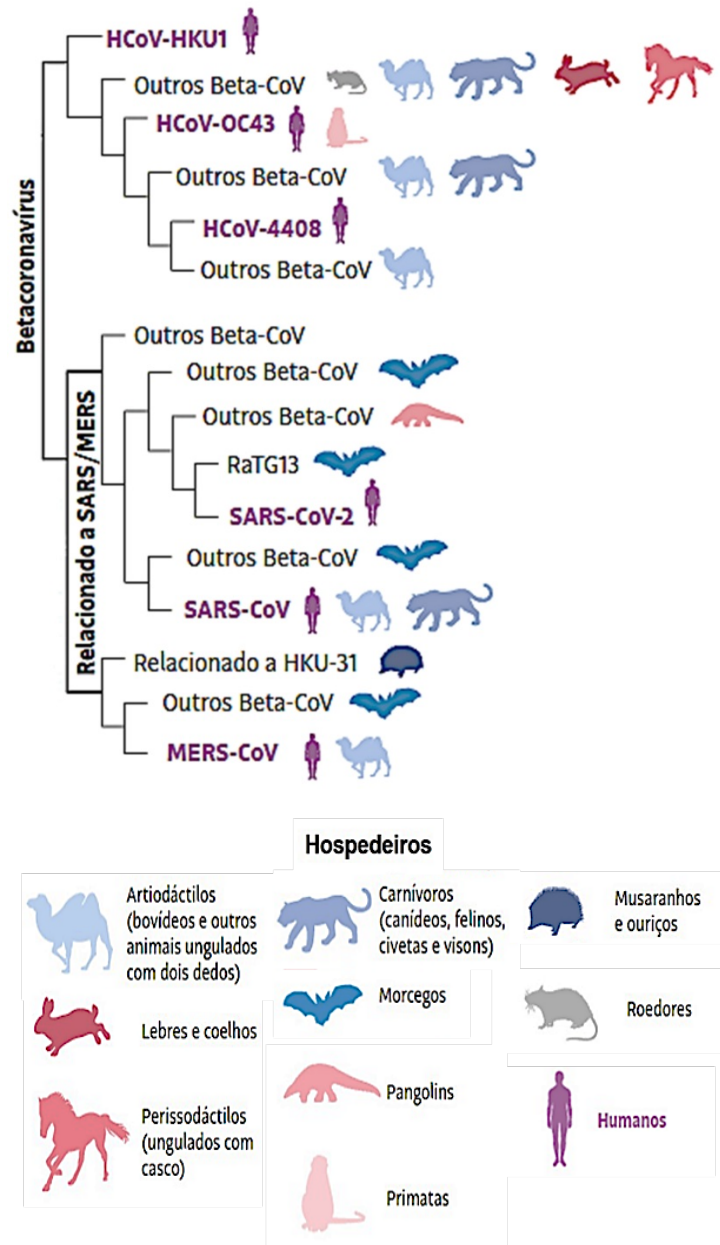 HCoV-HKU1
Outros Beta-CoV
HCoV-OC43
Outros Beta-CoV
HCoV-4408
Outros Beta-CoV
Betacoronavírus
Outros Beta-CoV
Outros Beta-CoV
Outros Beta-CoV
RaTG13
SARS-CoV-2
Outros Beta-CoV
SARS-CoV
Relacionado a SARS/MERS
Relacionado a HKU-31
Outros Beta-CoV
MERS-CoV
Hospedeiros
Artiodáctilos
(bovídeos e outros
animais ungulados
com dois dedos)
Carnívoros
(canídeos, felinos,
civetas e visons)
Musaranhos
e ouriços
Lebres e coelhos
Morcegos
Roedores
Perissodáctilos
(ungulados com
casco)
Pangolins
Humanos
Primatas